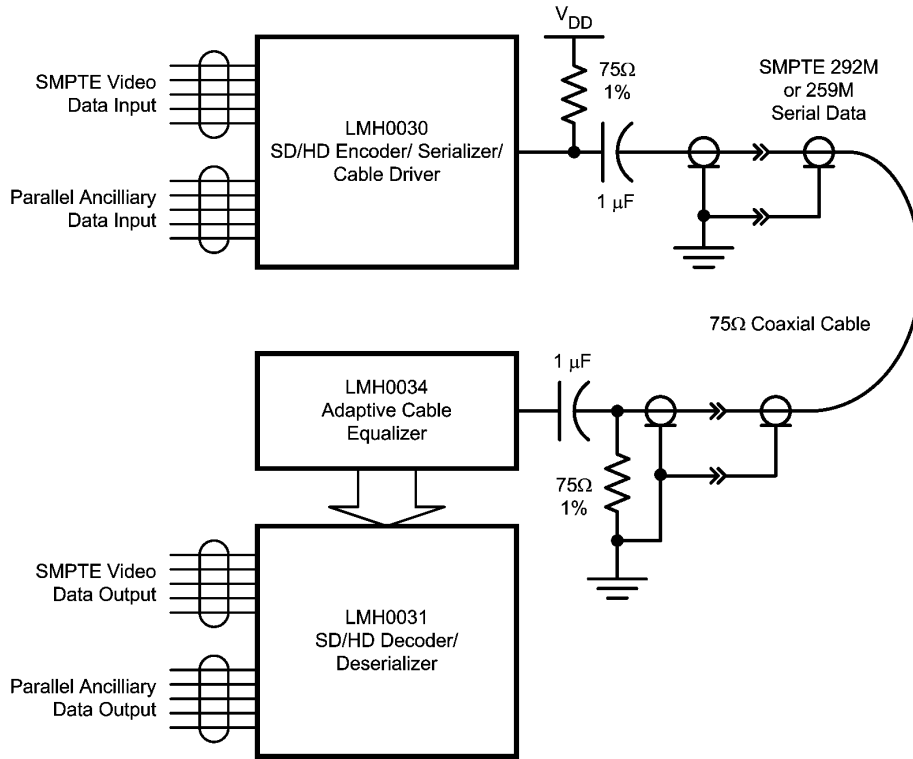 V_DD
SMPTE Video
Data Input
75Ω
1%
SMPTE 292M
or 259M
Serial Data
LMH0030
SD/HD Encoder/ Serializer/
Cable Driver
Parallel Ancilliary
Data Input
1 μF
75Ω Coaxial Cable
1 μF
LMH0034
Adaptive Cable
Equalizer
75Ω
1%
SMPTE Video
Data Output
LMH0031
SD/HD Decoder/
Deserializer
Parallel Ancilliary
Data Output